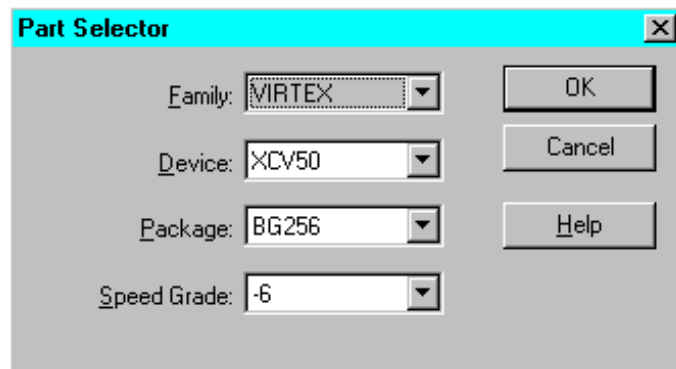 Part Selector
Family: VIRTEX
OK
Device: XCV50
Cancel
Package: BG256
Help
Speed Grade: -6